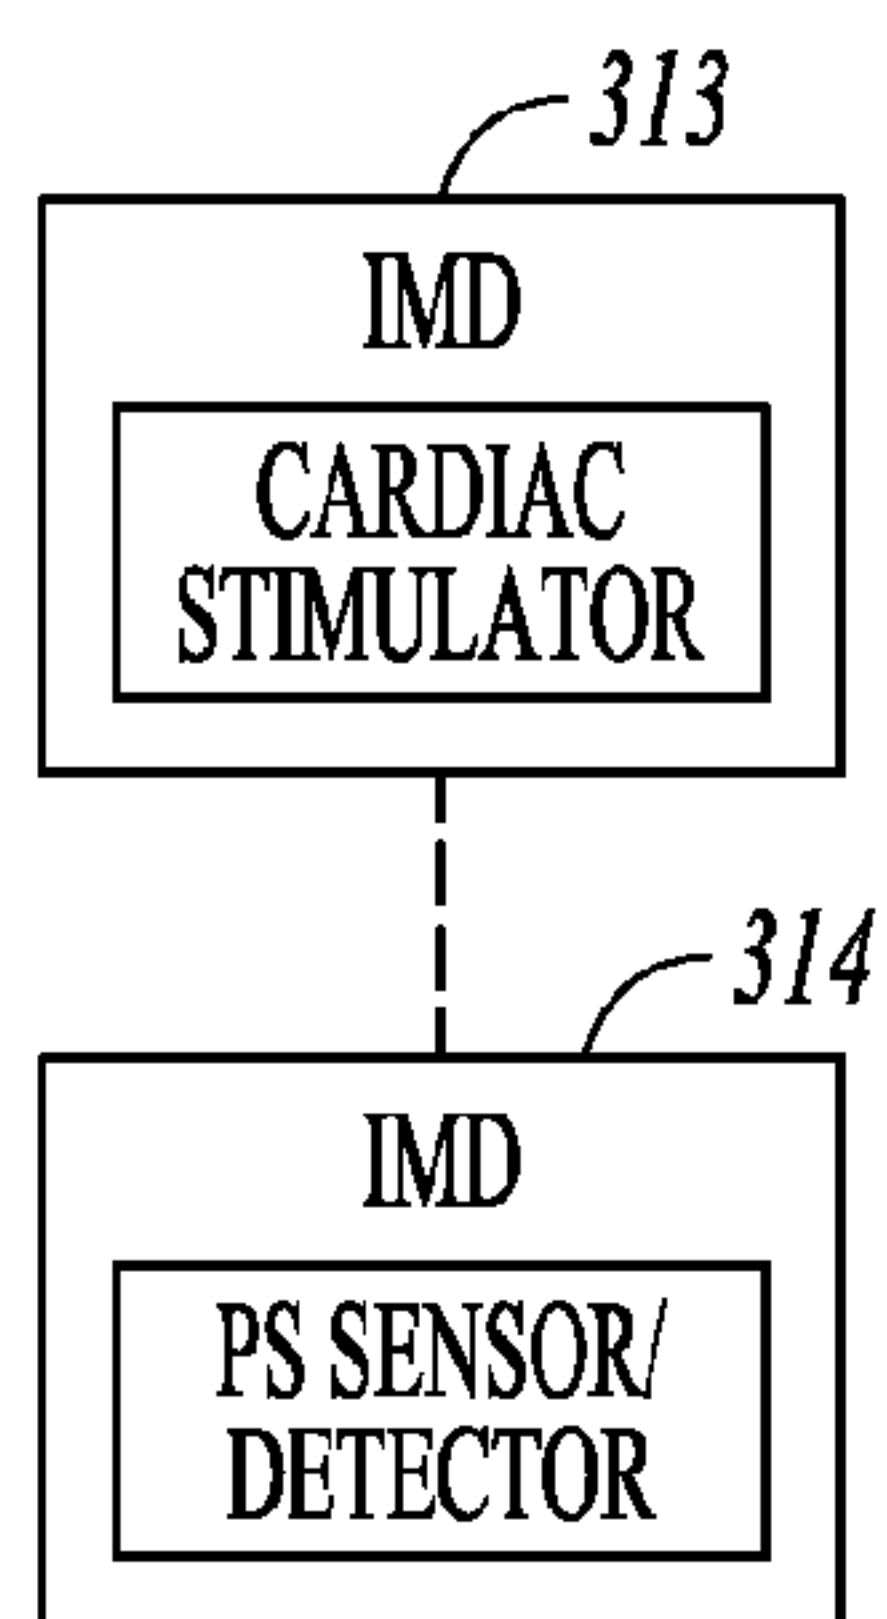 313
IMD
CARDIAC
STIMULATOR
314
IMD
PS SENSOR/
DETECTOR